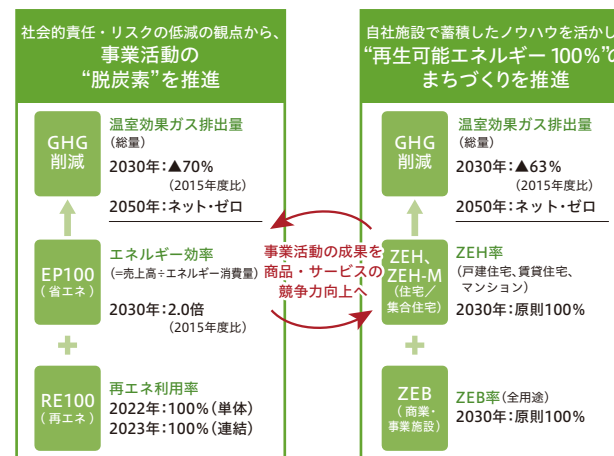 社会的責任・リスクの低減の観点から、
事業活動の
“脱炭素”を推進
GHG
削減
温室効果ガス排出量
(総量)
2030年:▲70%
(2015年度比)
2050年:ネット・ゼロ
EP100
(省エネ)
エネルギー効率
(=売上高÷エネルギー消費量)
2030年:2.0倍
(2015年度比)
RE100
(再エネ)
再エネ利用率
2022年:100%(単体)
2023年:100%(連結)
事業活動の成果を
商品・サービスの
競争力向上へ
自社施設で蓄積したノウハウを活かし
“再生可能エネルギー100%”の
まちづくりを推進
GHG
削減
温室効果ガス排出量
(総量)
2030年:▲63%
(2015年度比)
2050年:ネット・ゼロ
ZEH、
ZEH-M
(住宅/
集合住宅)
ZEH率
(戸建住宅、賃貸住宅、
マンション)
2030年:原則100%
ZEB
(商業・
事業施設)
ZEB率(全用途)
2030年:原則100%